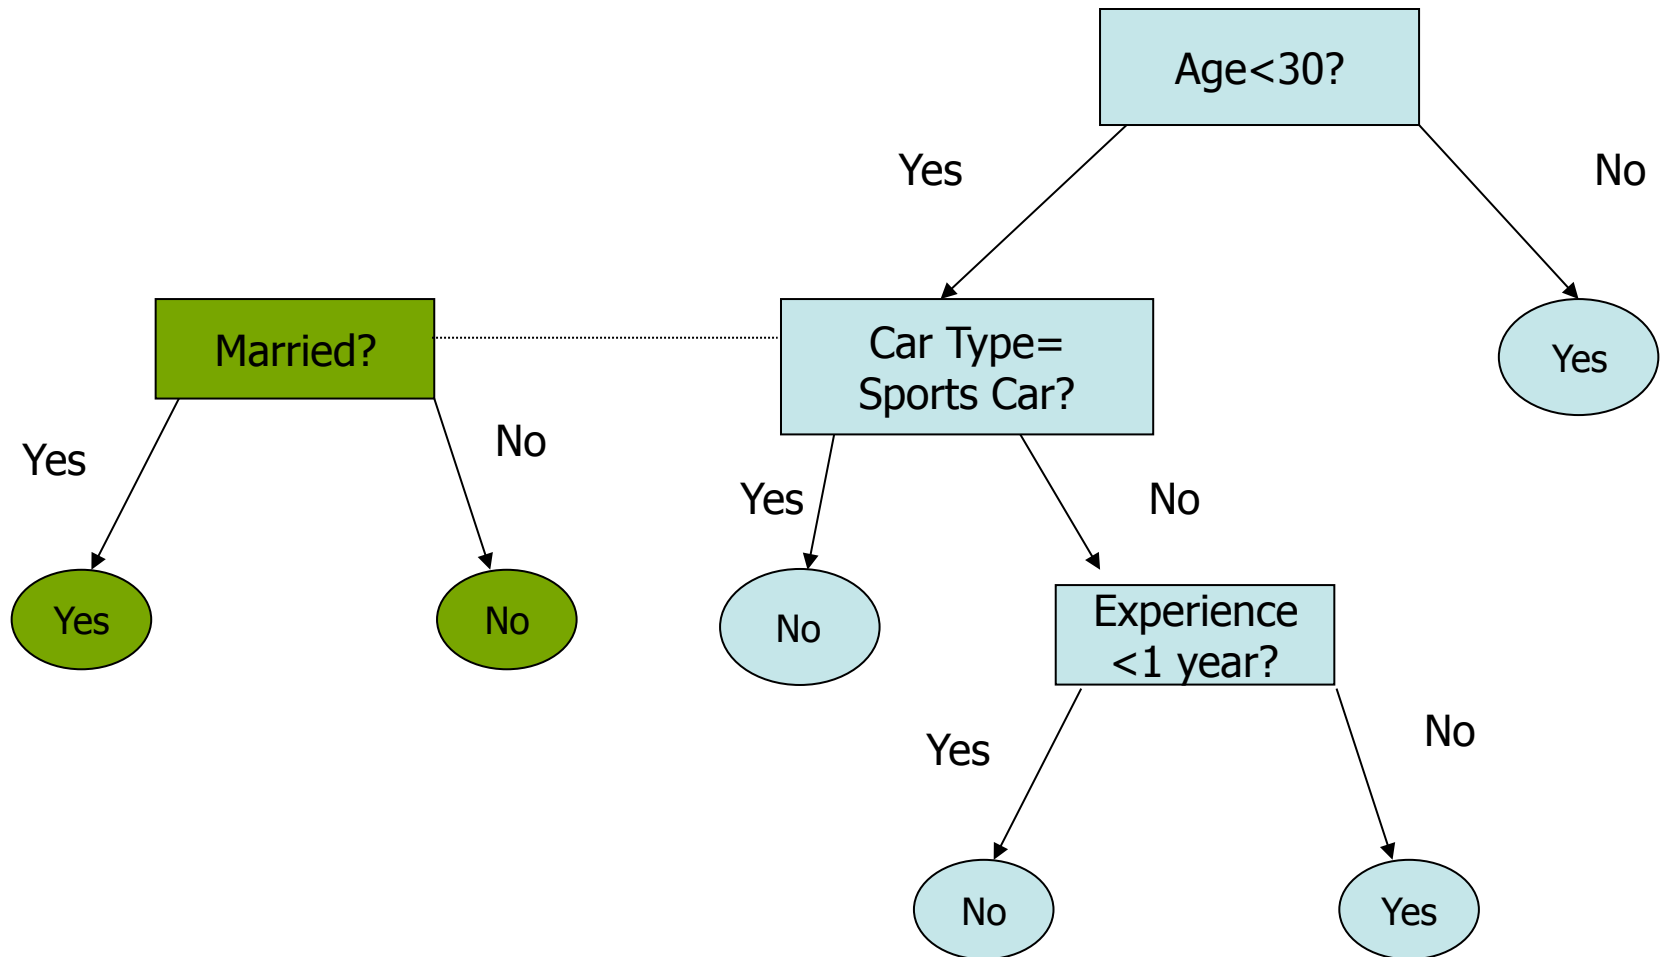 Age<30?
Yes
No
Married?
Car Type=
Sports Car?
Yes
Yes
No
Yes
No
Yes
No
No
Experience
<1 year?
Yes
No
No
Yes